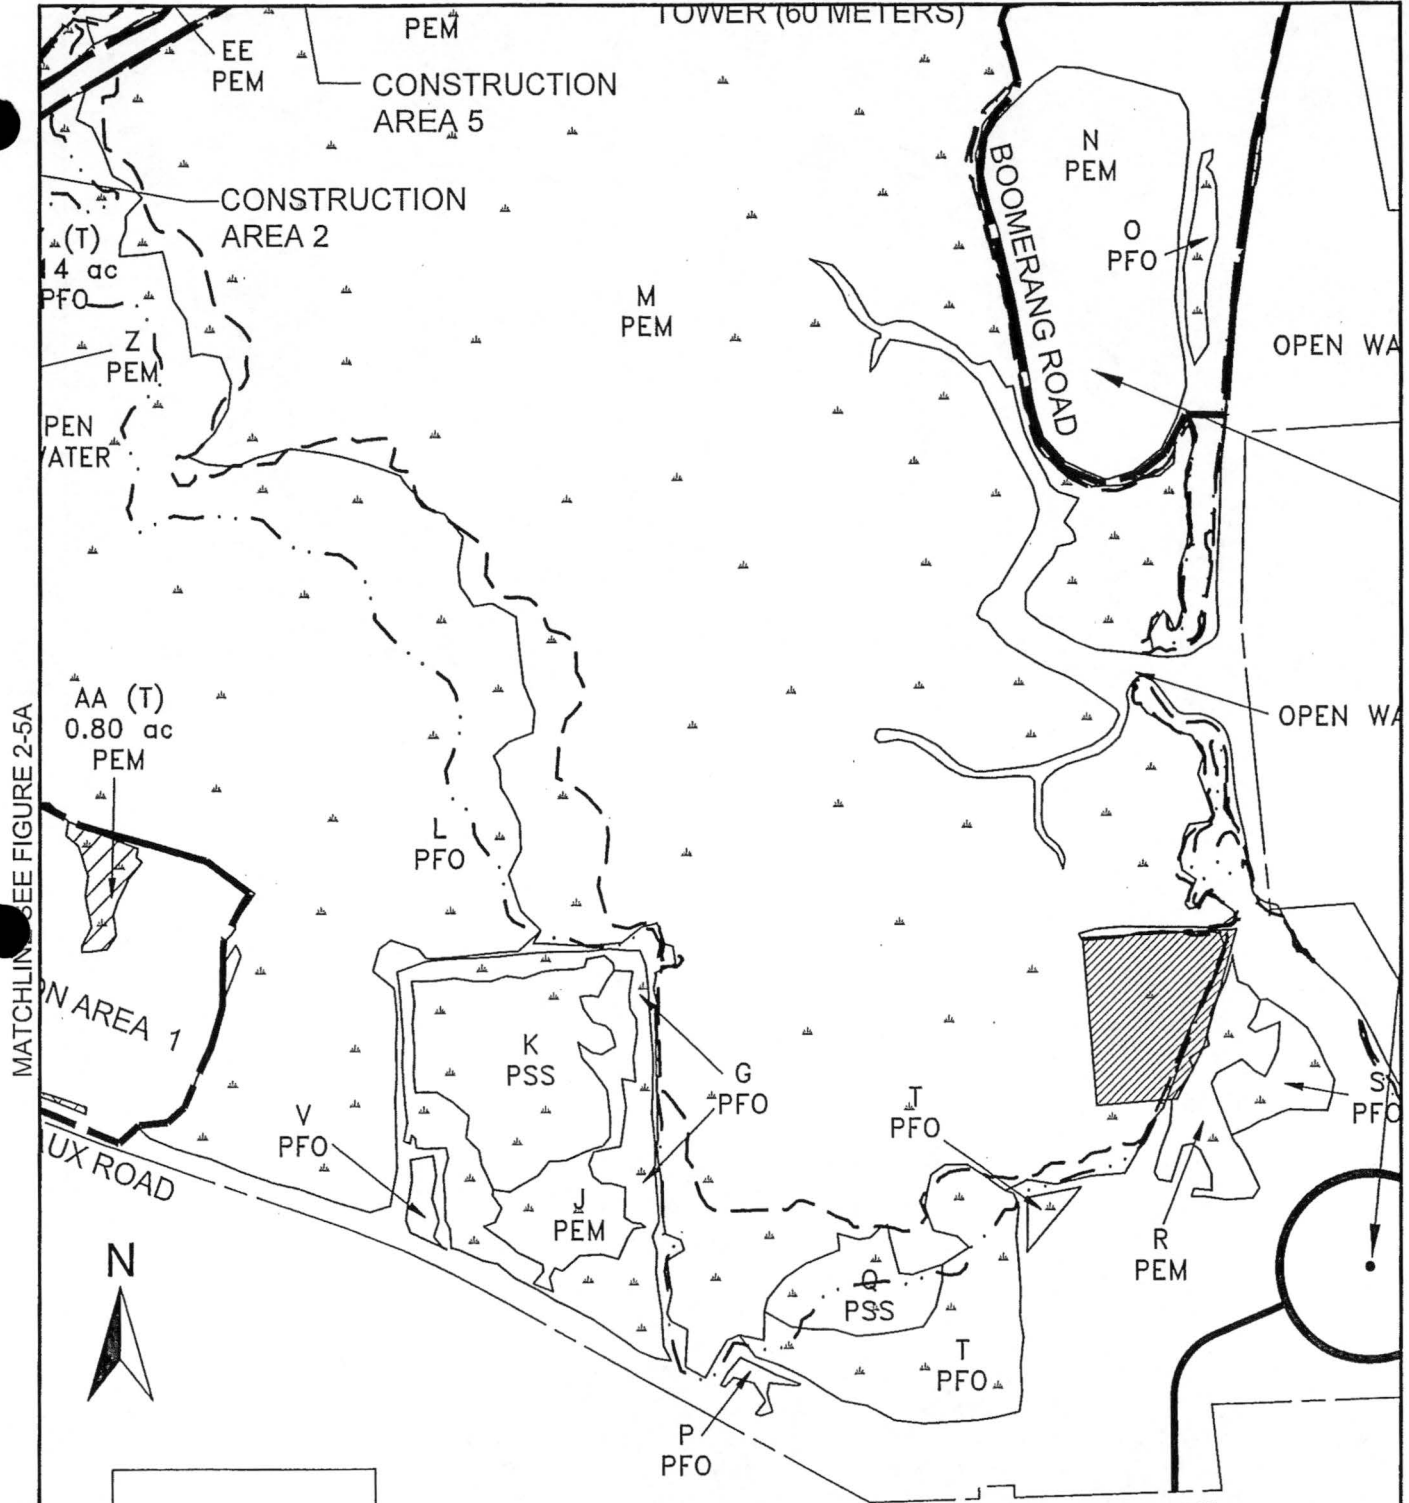 TOWER (60 METERS)
PEM
EE
PEM
CONSTRUCTION
AREA 5
N
PEM
BOOMERANG ROAD
CONSTRUCTION
AREA 2
O
PFO
(T)
14 ac
PFO
M
PEM
Z
PEM
OPEN WA
PEN
ATER
AA (T)
0.80 ac
PEM
OPEN WA
L
PFO
MATCHLINE SEE FIGURE 2-5A
ON AREA 1
K
PSS
G
PFO
T
PFO
S
PFO
V
PFO
UX ROAD
J
PEM
R
PEM
N
Q
PSS
T
PFO
P
PFO